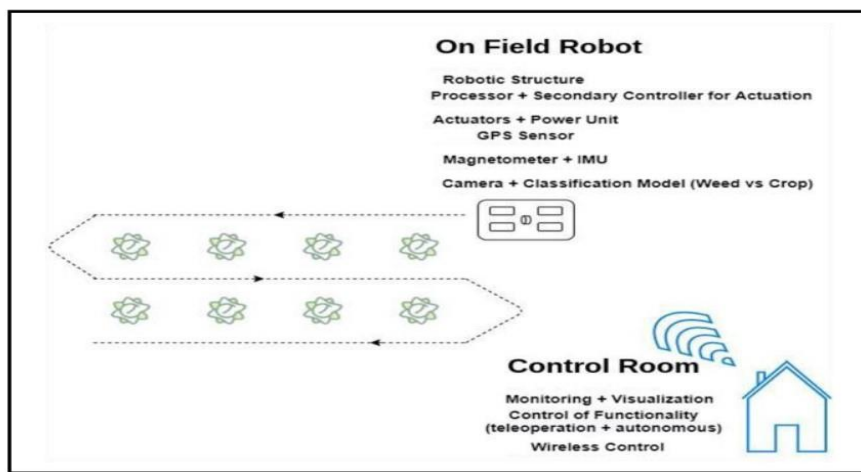 On Field Robot
Robotic Structure
Processor + Secondary Controller for Actuation
Actuators + Power Unit
GPS Sensor
Magnetometer + IMU
Camera + Classification Model (Weed vs Crop)
Control Room
Monitoring + Visualization
Control of Functionality
(teleoperation + autonomous)
Wireless Control